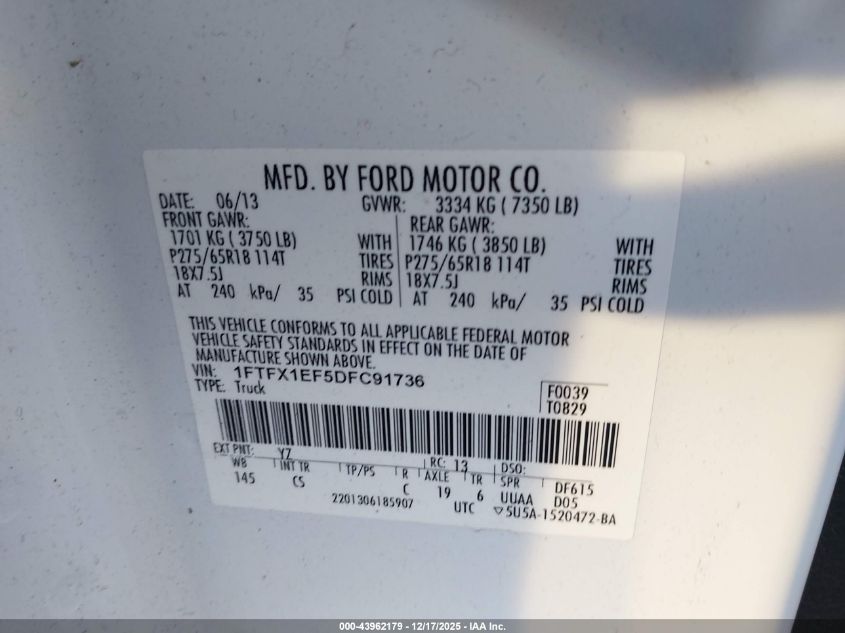 MFD. BY FORD MOTOR CO.
DATE: 06/13 GVWR: 3334 KG ( 7350 LB)
FRONT GAWR: REAR GAWR:
1701 KG ( 3750 LB) WITH 1746 KG ( 3850 LB) WITH
P275/65R18 114T TIRES P275/65R18 114T TIRES
18X7.5J RIMS 18X7.5J RIMS
AT 240 kPa/ 35 PSI COLD AT 240 kPa/ 35 PSI COLD
THIS VEHICLE CONFORMS TO ALL APPLICABLE FEDERAL MOTOR
VEHICLE SAFETY STANDARDS IN EFFECT ON THE DATE OF
MANUFACTURE SHOWN ABOVE.
VIN: 1FTFX1EF5DFC91736
TYPE: Truck F0039
T0829
EXT PNT: YZ RC: 13 DSO:
WB INT TR TP/PS R AXLE TR SPR DF615
145 CS C 19 6 UUAA D05
2201306185907 UTC ▽5U5A-1520472-BA
000-43962179 - 12/17/2025 - IAA Inc.